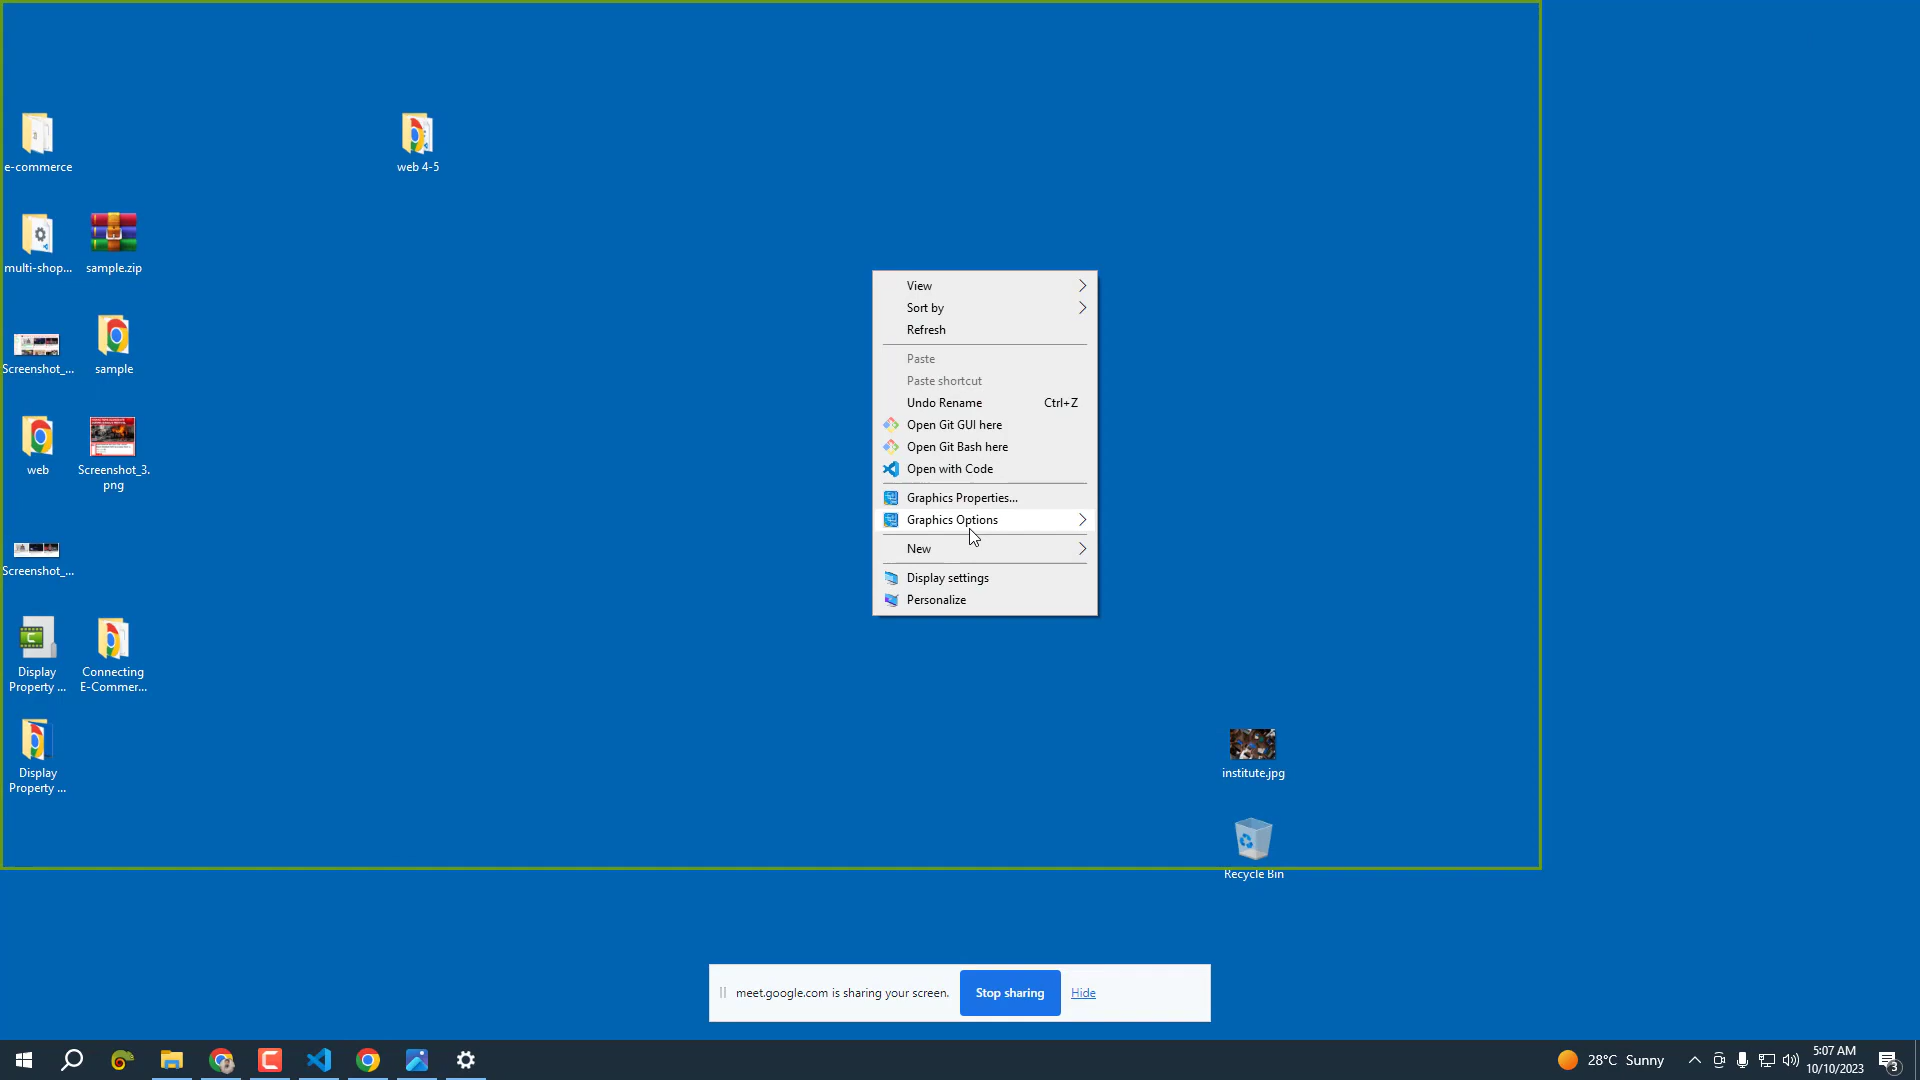 e-commerce
web 4-5
multi-shop...
sample.zip
Screenshot_...
sample
web
Screenshot_3.
png
Screenshot_...
Display
Property ...
Connecting
E-Commer...
Display
Property ...
View
Sort by
Refresh
Paste
Paste shortcut
Undo Rename Ctrl+Z
Open Git GUI here
Open Git Bash here
Open with Code
Graphics Properties...
Graphics Options
New
Display settings
Personalize
institute.jpg
Recycle Bin
meet.google.com is sharing your screen. Stop sharing Hide
28°C Sunny
5:07 AM
10/10/2023
3